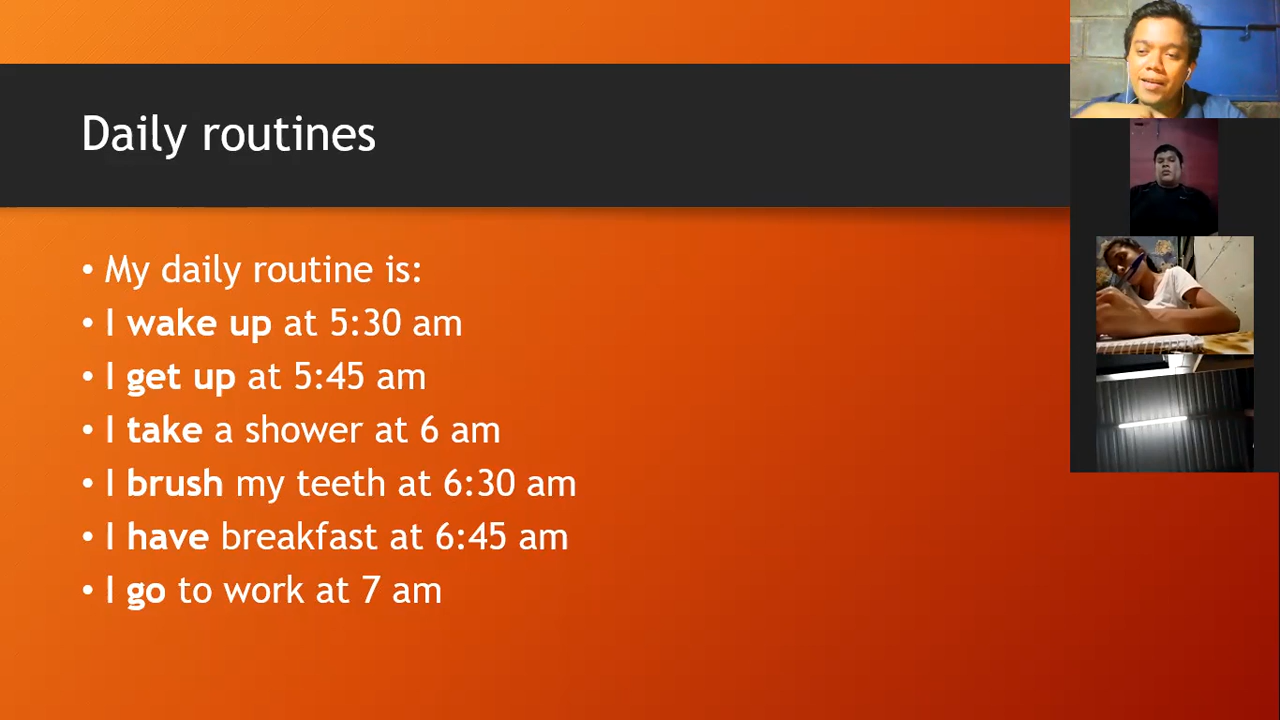 Daily routines
• My daily routine is:
• I wake up at 5:30 am
• I get up at 5:45 am
• I take a shower at 6 am
• I brush my teeth at 6:30 am
• I have breakfast at 6:45 am
• I go to work at 7 am